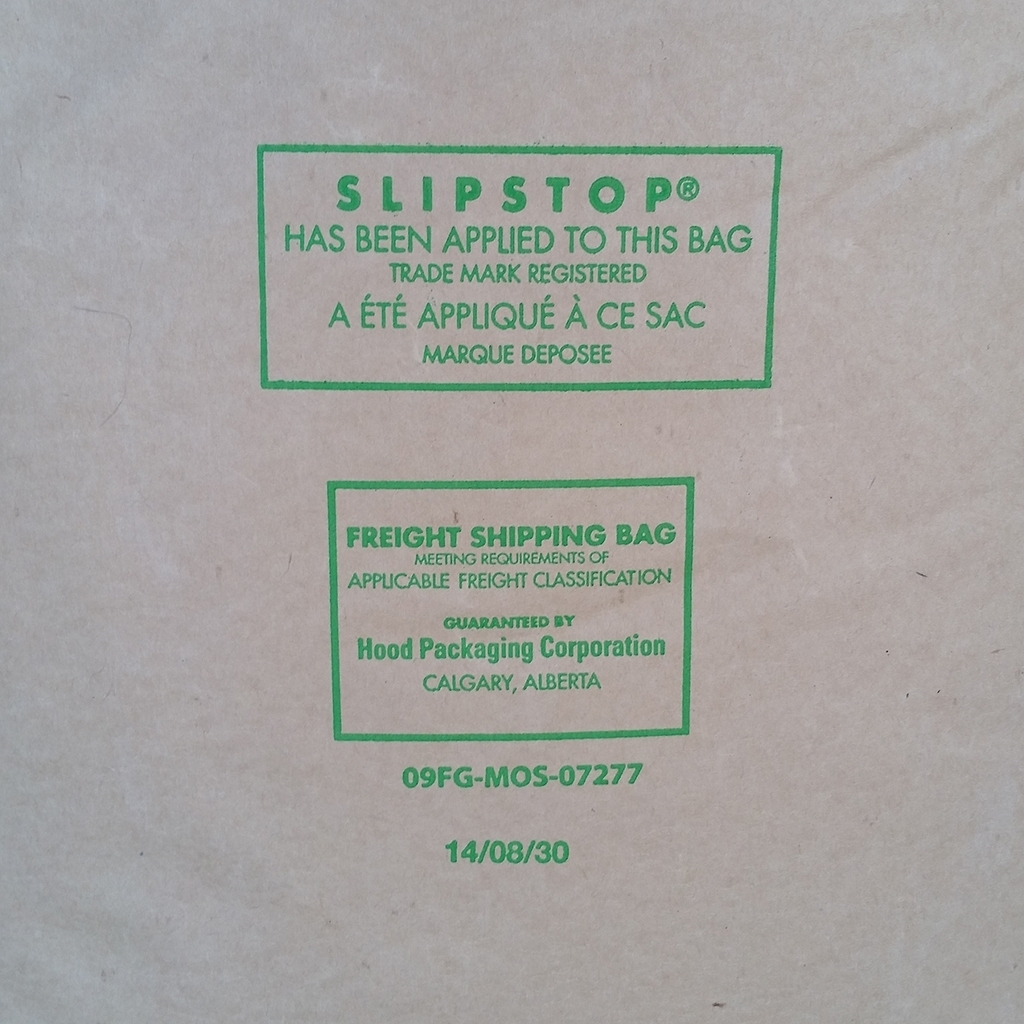 SLIPSTOP®
HAS BEEN APPLIED TO THIS BAG
TRADE MARK REGISTERED
A ÉTÉ APPLIQUÉ À CE SAC
MARQUE DEPOSEE
FREIGHT SHIPPING BAG
MEETING REQUIREMENTS OF
APPLICABLE FREIGHT CLASSIFICATION
GUARANTEED BY
Hood Packaging Corporation
CALGARY, ALBERTA
09FG-MOS-07277
14/08/30